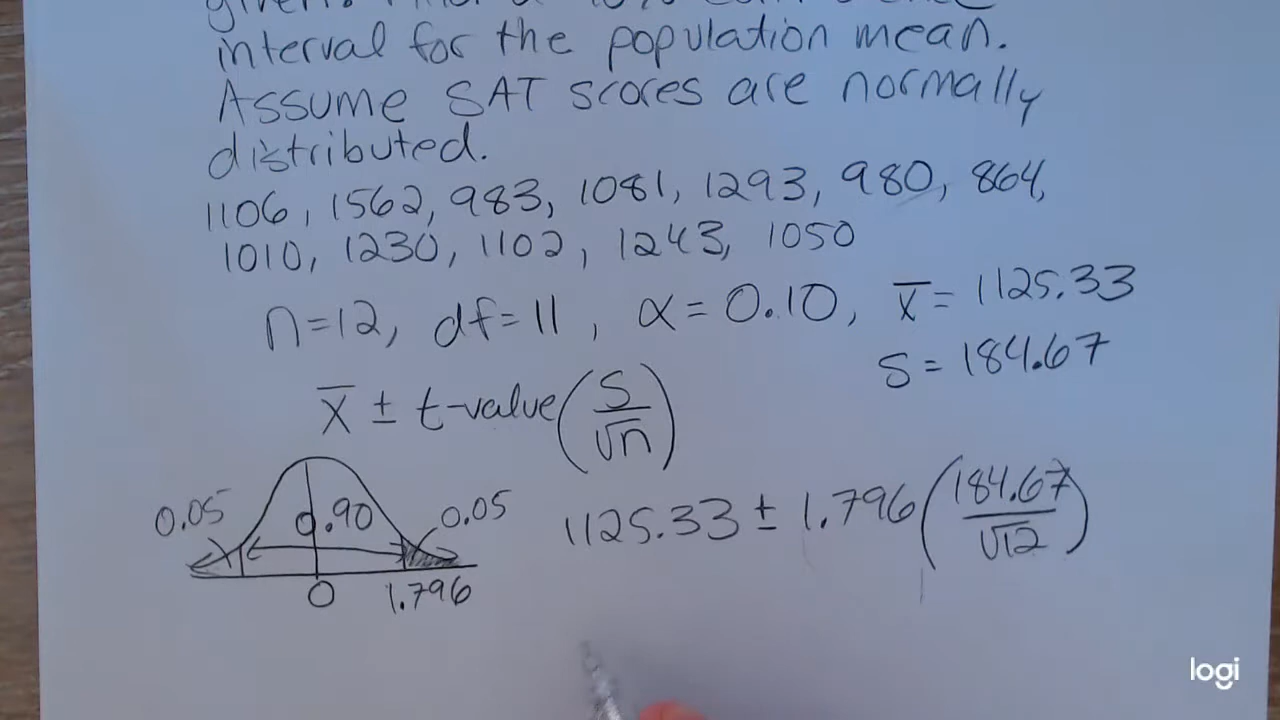 interval for the population mean.
Assume SAT scores are normally
distributed.
1106, 1562, 983, 1081, 1293, 980, 864,
1010, 1230, 1102, 1243, 1050
n=12, df=11, α=0.10, x̄=1125.33
s=184.67
x̄ ± t-value(s/√n)
0.05 0.90 0.05
0 1.796
1125.33 ± 1.796(184.67/√12)
logi